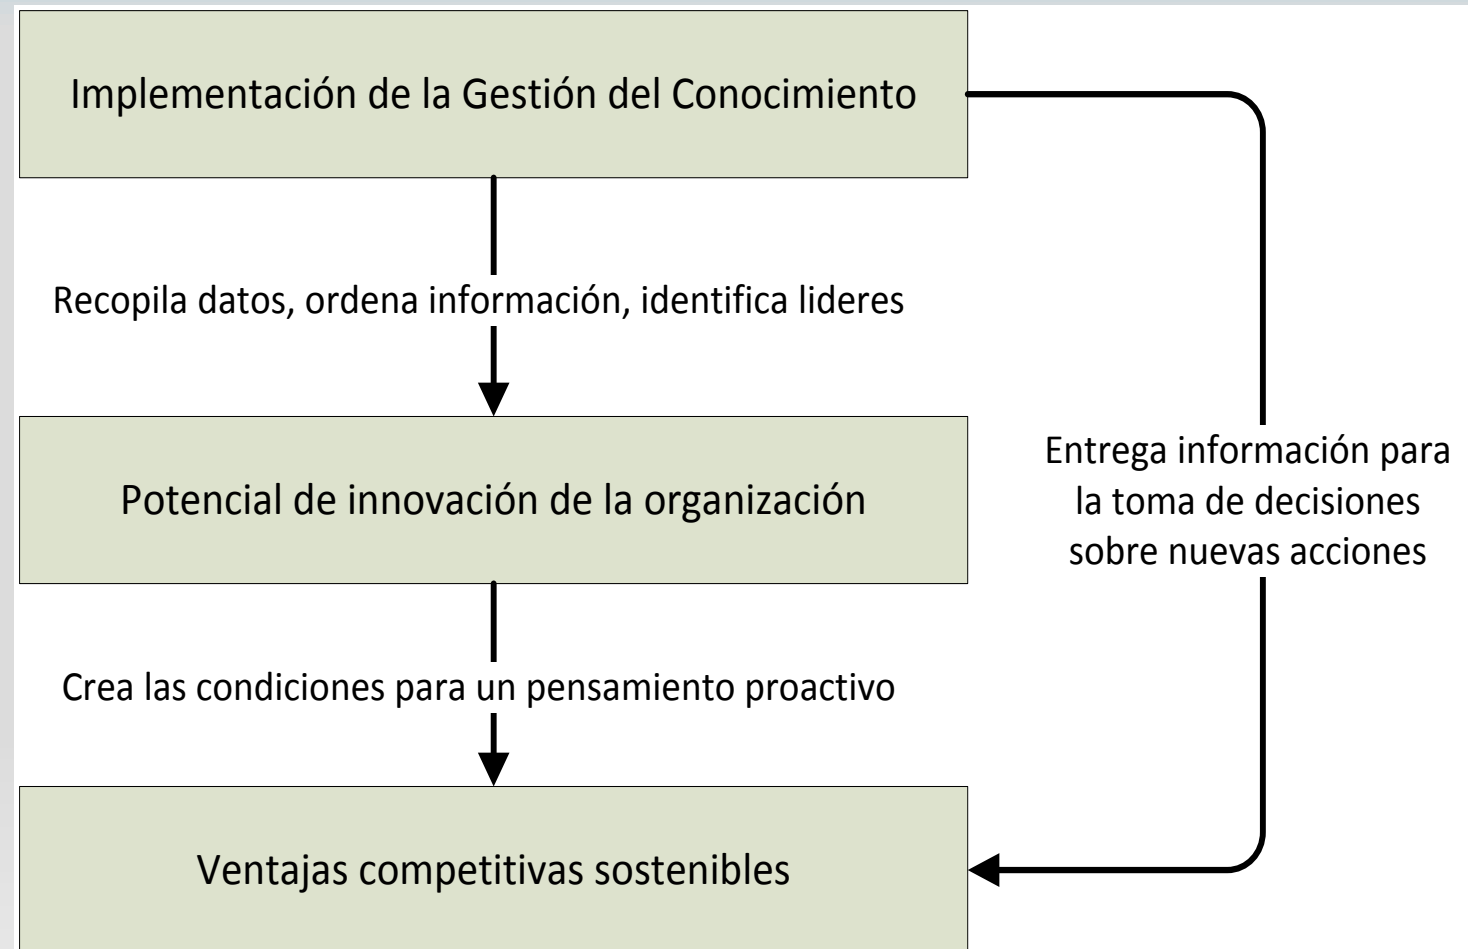 Implementación de la Gestión del Conocimiento
Recopila datos, ordena información, identifica lideres
Potencial de innovación de la organización
Entrega información para
la toma de decisiones
sobre nuevas acciones
Crea las condiciones para un pensamiento proactivo
Ventajas competitivas sostenibles